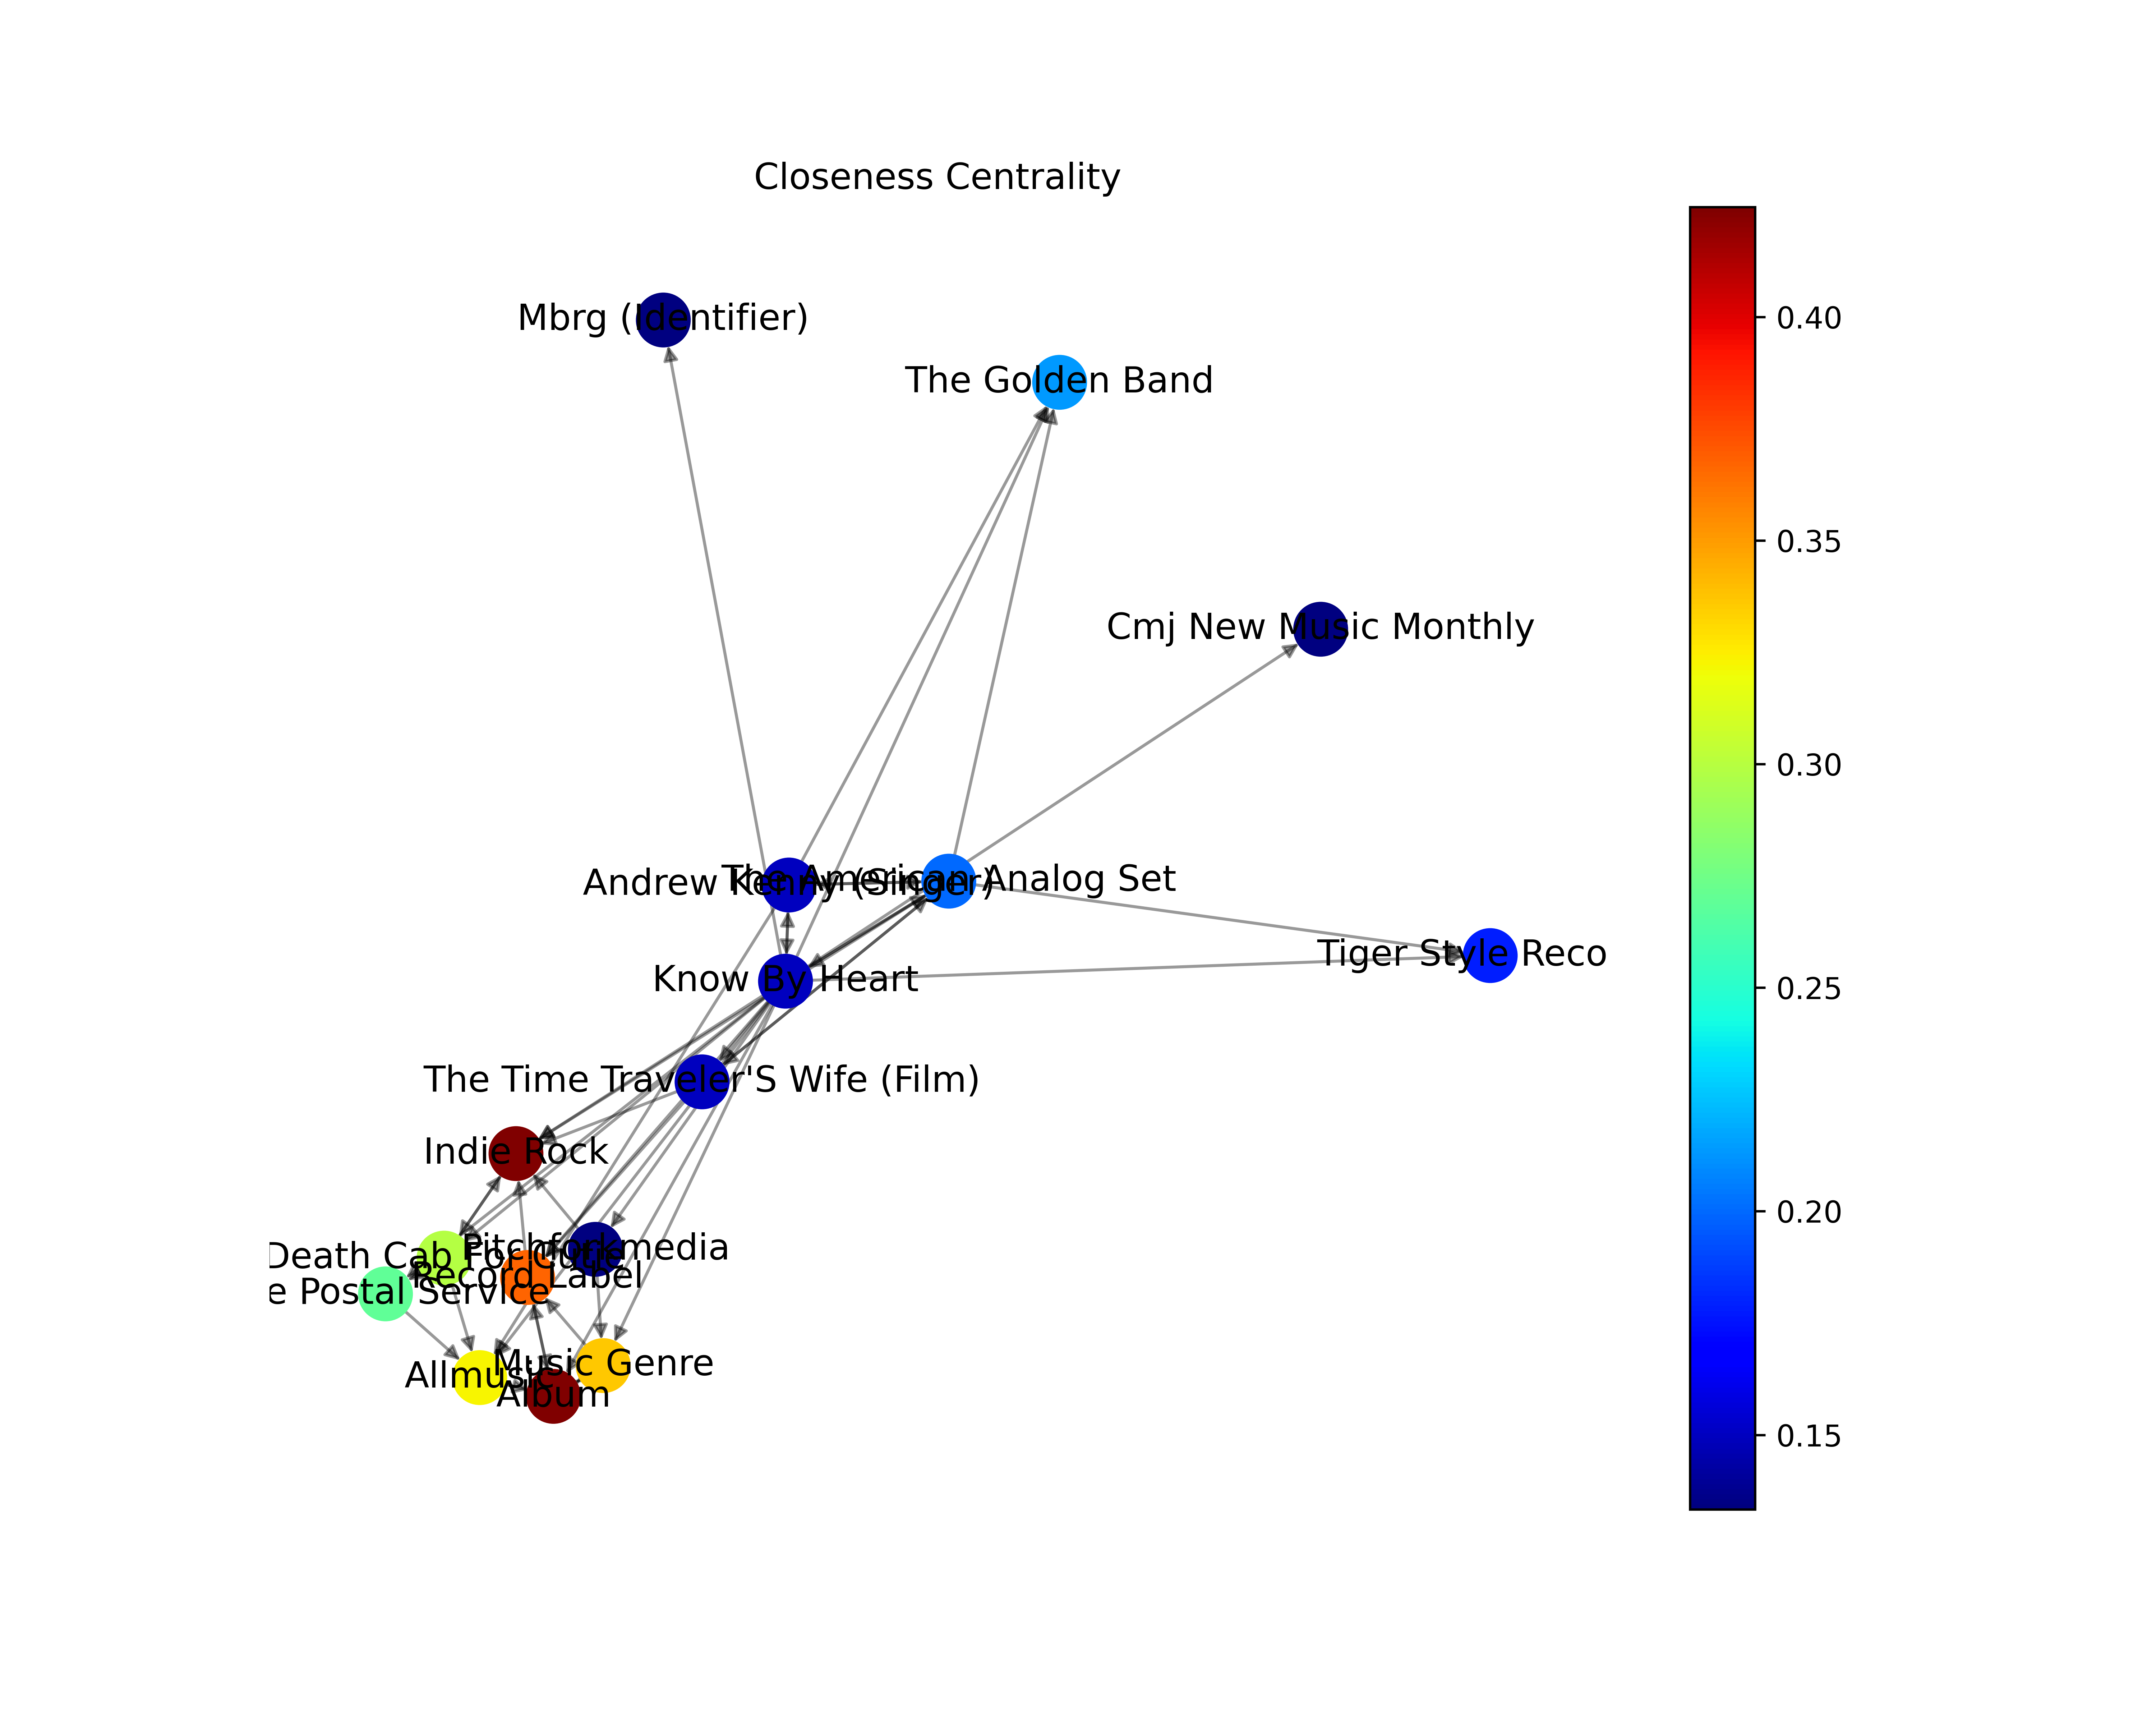 Closeness Centrality
Mbrg (Identifier)
The Golden Band
Cmj New Music Monthly
Andrew Kenny (Singer)
The American Analog Set
Tiger Style Reco
Know By Heart
The Time Traveler'S Wife (Film)
Indie Rock
Death Cab For Cutie
Pitchforkmedia
Record Label
e Postal Service
Allmusic
Music Genre
Album
0.40
0.35
0.30
0.25
0.20
0.15